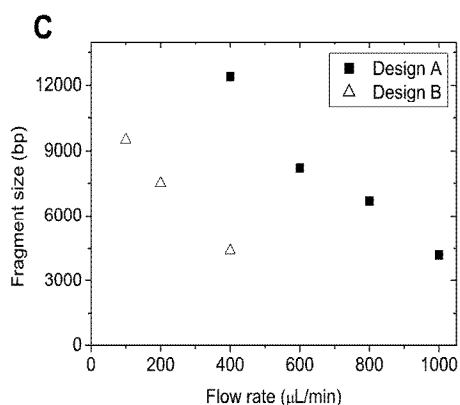 C
Design A
Design B
12000
9000
6000
3000
0
Fragment size (bp)
0 200 400 600 800 1000
Flow rate (μL/min)